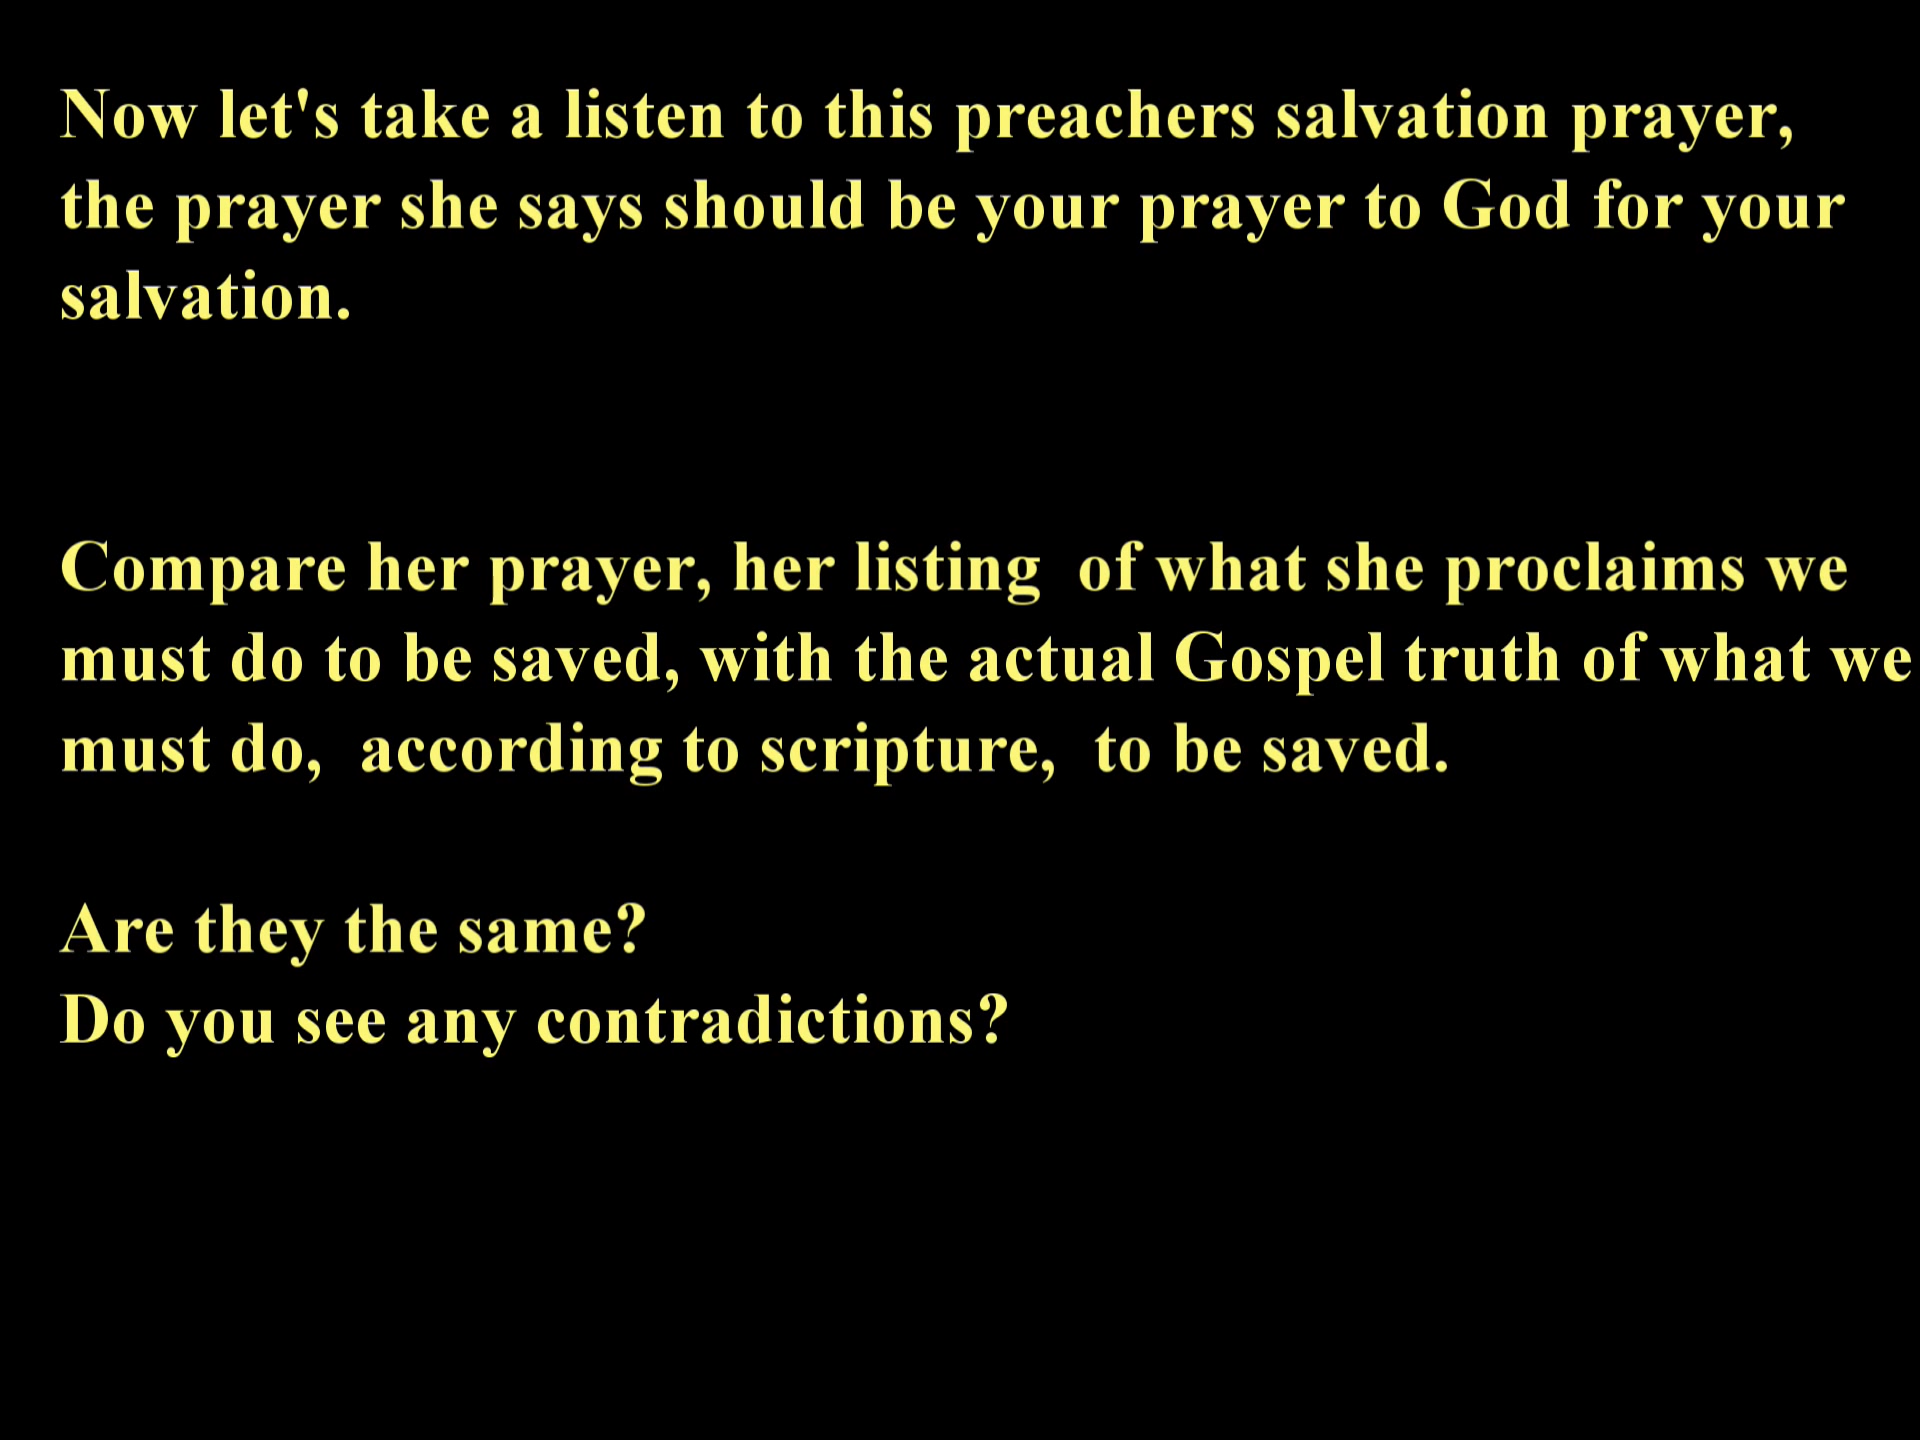 Now let's take a listen to this preachers salvation prayer,
the prayer she says should be your prayer to God for your
salvation.
Compare her prayer, her listing  of what she proclaims we
must do to be saved, with the actual Gospel truth of what we
must do,  according to scripture,  to be saved.
Are they the same?
Do you see any contradictions?